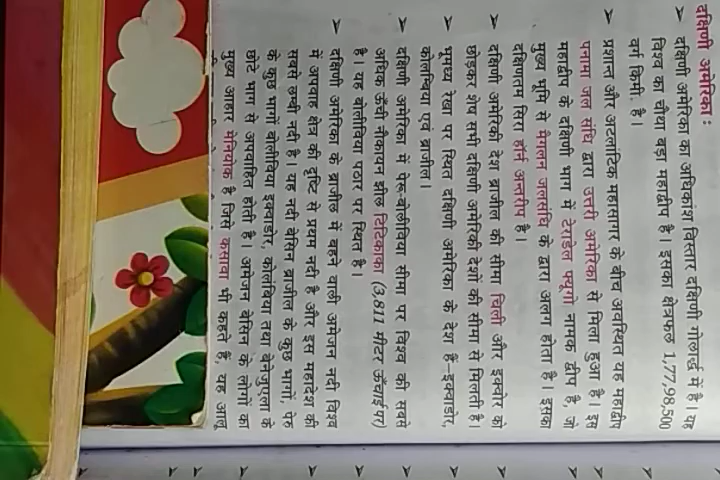 दक्षिणी अमेरिका :
➤ दक्षिणी अमेरिका का अधिकांश विस्तार दक्षिणी गोलार्द्ध में है। यह
विश्व का चौथा बड़ा महाद्वीप है। इसका क्षेत्रफल 1,77,98,500
वर्ग किमी. है।
➤ प्रशान्त और अटलांटिक महासागर के बीच अवस्थित यह महाद्वीप
पनामा जल संधि द्वारा उत्तरी अमेरिका से मिला हुआ है। इस
महाद्वीप के दक्षिणी भाग में टेराडेल फ्यूगो नामक द्वीप है, जो
मुख्य भूमि से मैगलन जलसंधि के द्वारा अलग होता है। इसका
दक्षिणतम सिरा हॉर्न अन्तरीप है।
➤ दक्षिणी अमेरिकी देश ब्राजील की सीमा चिली और इक्वोर को
छोड़कर शेष सभी दक्षिणी अमेरिकी देशों की सीमा से मिलती है।
➤ भूमध्य रेखा पर स्थित दक्षिणी अमेरिका के देश हैं–इक्वाडोर,
कोलम्बिया एवं ब्राजील।
➤ दक्षिणी अमेरिका में पेरू-बोलीविया सीमा पर विश्व की सबसे
अधिक ऊँची नौकायन झील टिटिकाका (3,811 मीटर ऊँचाई पर)
है। यह बोलीविया पठार पर स्थित है।
➤ दक्षिणी अमेरिका के ब्राजील में बहने वाली अमेजन नदी विश्व
में अपवाह क्षेत्र की दृष्टि से प्रथम नदी है और इस महादेश की
सबसे लम्बी नदी है। यह नदी बेसिन ब्राजील के कुछ भागों, पेरू
के कुछ भागों बोलीविया इक्वाडोर, कोलंबिया तथा वेनेजुएला के
छोटे भाग से अपवाहित होती है। अमेजन बेसिन के लोगों का
मुख्य आहार मेनियॉक है जिसे कसावा भी कहते हैं, यह आलू